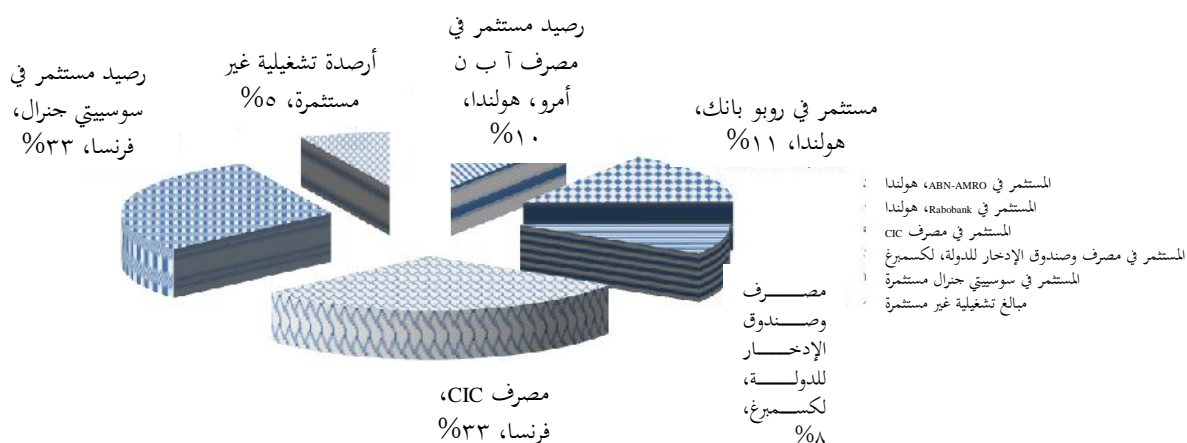 رصيد مستثمر في
مصرف آ ب ن
أمرو، هولندا،
١٠%
أرصدة تشغيلية غير
مستثمرة، ٥%
رصيد مستثمر في
سوسييتي جنرال،
فرنسا، ٣٣%
مستثمر في روبو بانك،
هولندا، ١١%
المستثمر في ABN-AMRO، هولندا
المستثمر في Rabobank، هولندا
المستثمر في مصرف CIC
المستثمر في مصرف وصندوق الإدخار للدولة، لكسمبرغ
المستثمر في سوسييتي جنرال مستثمرة
مبالغ تشغيلية غير مستثمرة
مصرف
وصندوق
الإدخار
للدولة،
لكسمبرغ،
٨%
مصرف CIC،
فرنسا، ٣٣%